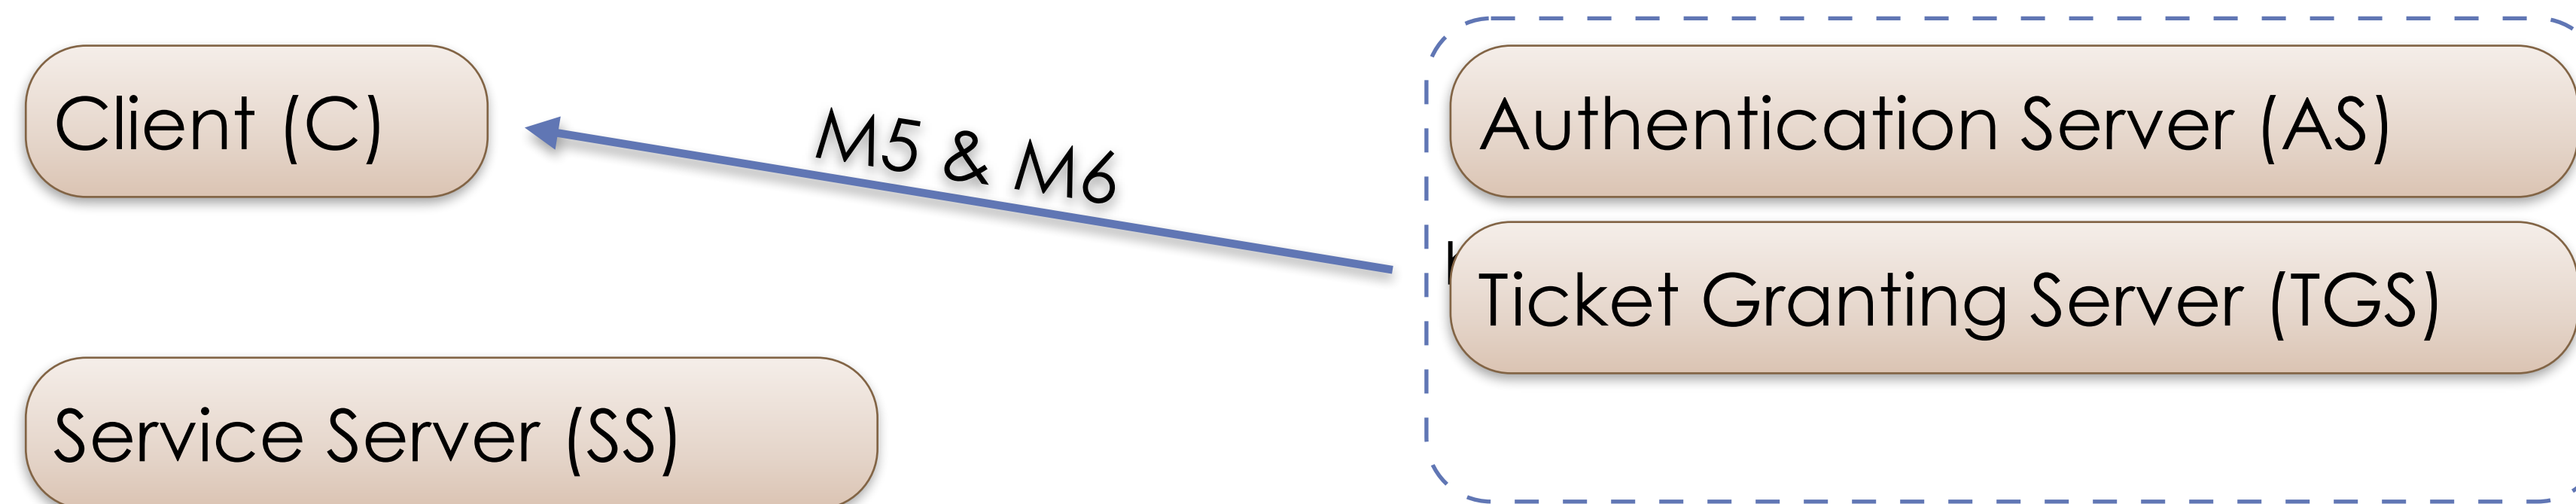 Client (C)
M5 & M6
Authentication Server (AS)
Ticket Granting Server (TGS)
Service Server (SS)